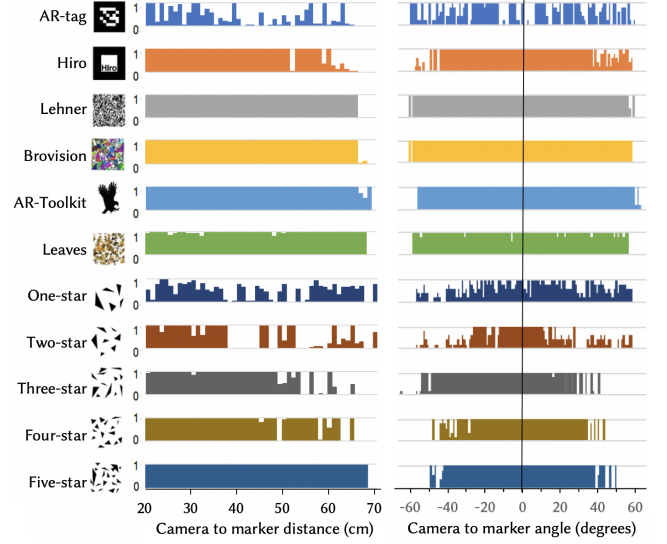 AR-tag 1 0
Hiro Hiro 1 0
Lehner 1 0
Brovision 1 0
AR-Toolkit 1 0
Leaves 1 0
One-star 1 0
Two-star 1 0
Three-star 1 0
Four-star 1 0
Five-star 1 0
20 30 40 50 60 70 -60 -40 -20 0 20 40 60
Camera to marker distance (cm) Camera to marker angle (degrees)